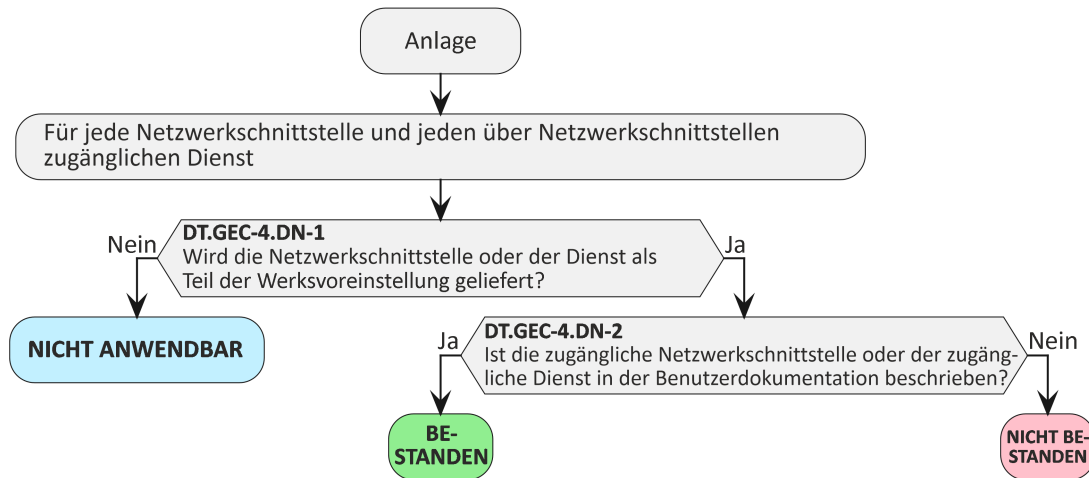 Anlage
Für jede Netzwerkschnittstelle und jeden über Netzwerkschnittstellen
zugänglichen Dienst
Nein
DT.GEC-4.DN-1
Wird die Netzwerkschnittstelle oder der Dienst als
Teil der Werksvoreinstellung geliefert?
Ja
NICHT ANWENDBAR
Ja
DT.GEC-4.DN-2
Ist die zugängliche Netzwerkschnittstelle oder der zugäng-
liche Dienst in der Benutzerdokumentation beschrieben?
Nein
BE-
STANDEN
NICHT BE-
STANDEN